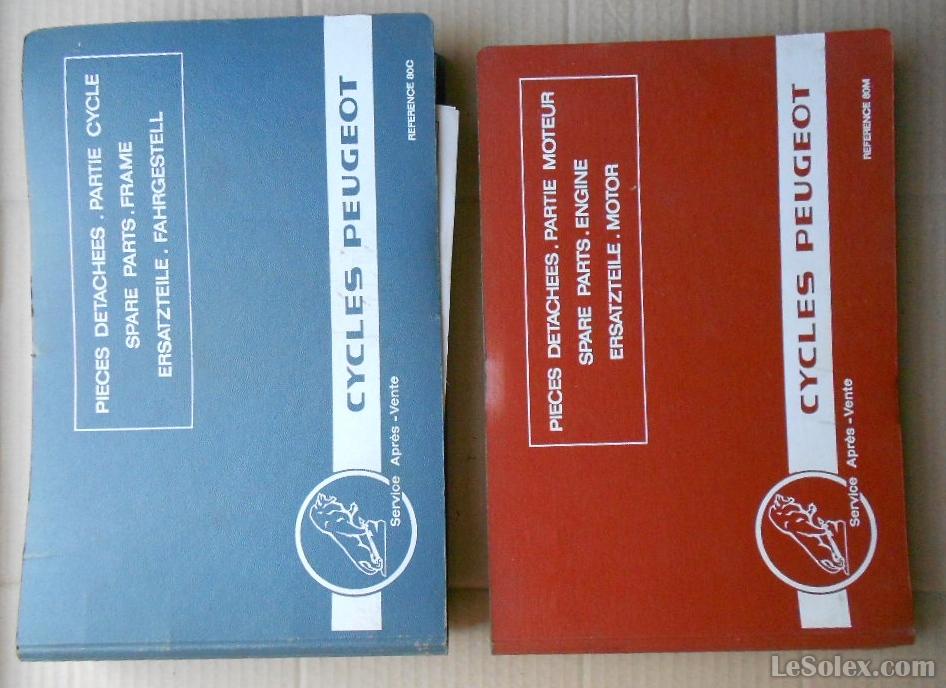 PIECES DETACHEES . PARTIE CYCLE
SPARE PARTS . FRAME
ERSATZTEILE . FAHRGESTELL
CYCLES PEUGEOT
Service Après - Vente
REFERENCE 80C
PIECES DETACHEES . PARTIE MOTEUR
SPARE PARTS . ENGINE
ERSATZTEILE . MOTOR
CYCLES PEUGEOT
Service Après - Vente
REFERENCE 80M
LeSolex.com